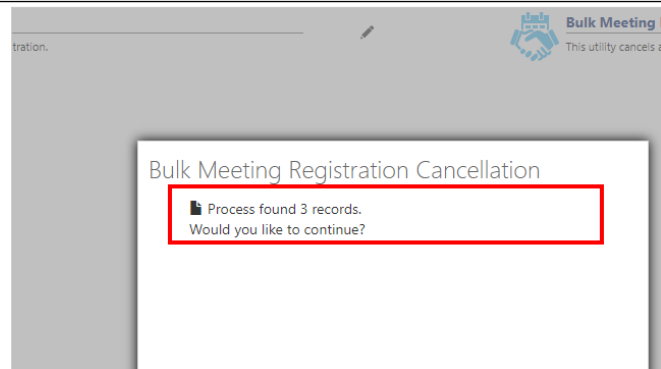 Bulk Meeting
tration.
This utility cancels a
Bulk Meeting Registration Cancellation
Process found 3 records.
Would you like to continue?